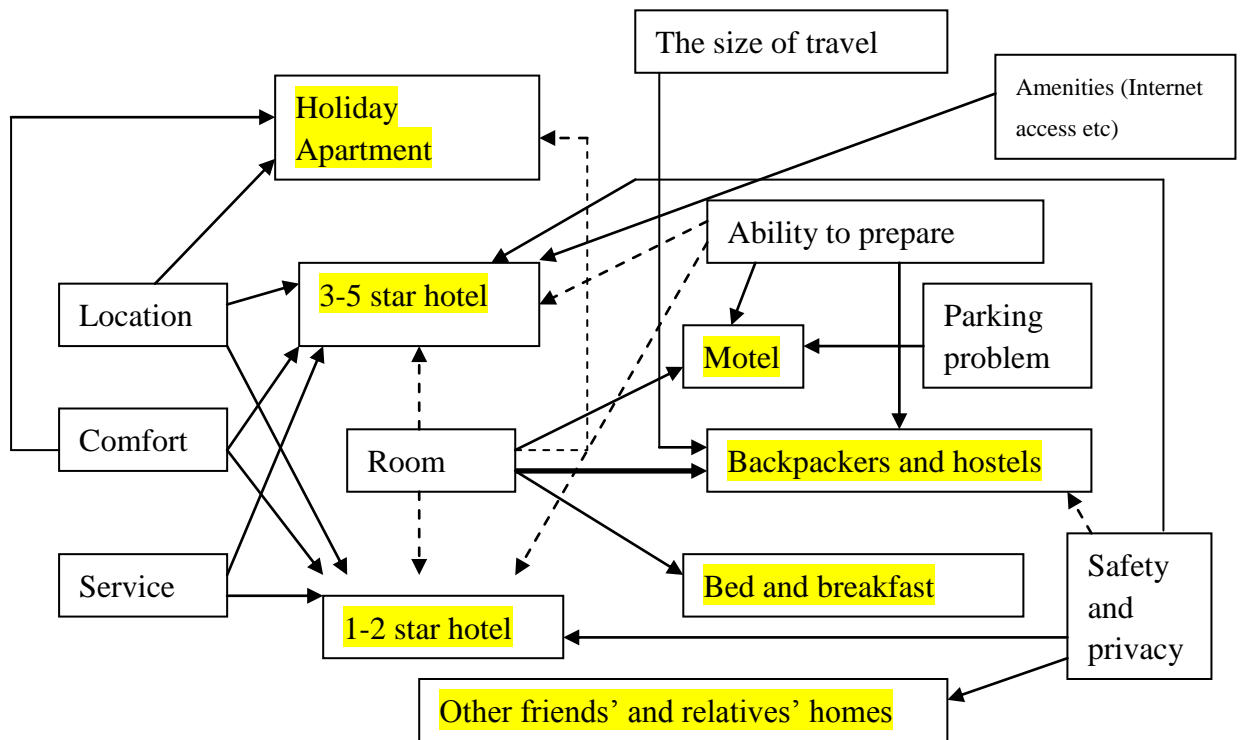 The size of travel
Amenities (Internet
access etc)
Holiday
Apartment
Ability to prepare
3-5 star hotel
Location
Parking
problem
Motel
Comfort
Room
Backpackers and hostels
Service
Bed and breakfast
Safety
and
privacy
1-2 star hotel
Other friends’ and relatives’ homes